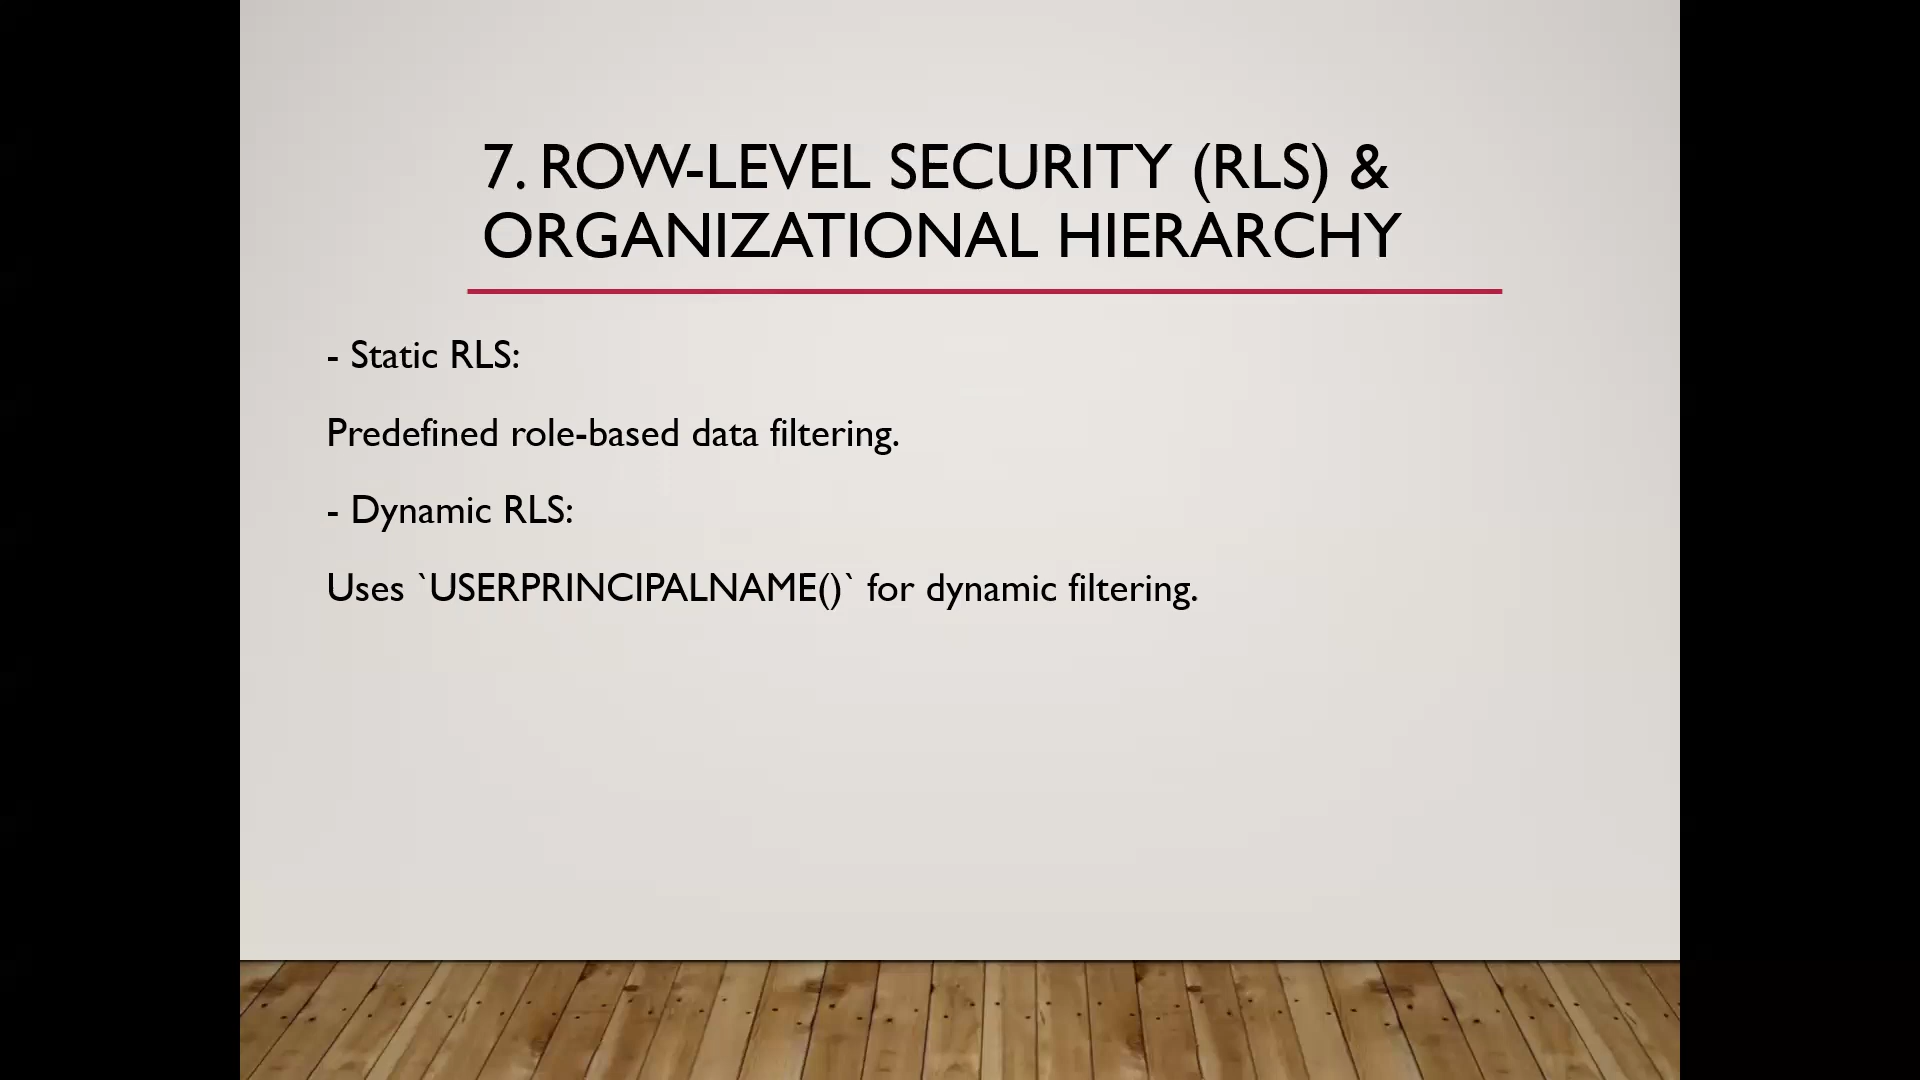 7. ROW-LEVEL SECURITY (RLS) &
ORGANIZATIONAL HIERARCHY
- Static RLS:
Predefined role-based data filtering.
- Dynamic RLS:
Uses `USERPRINCIPALNAME()` for dynamic filtering.